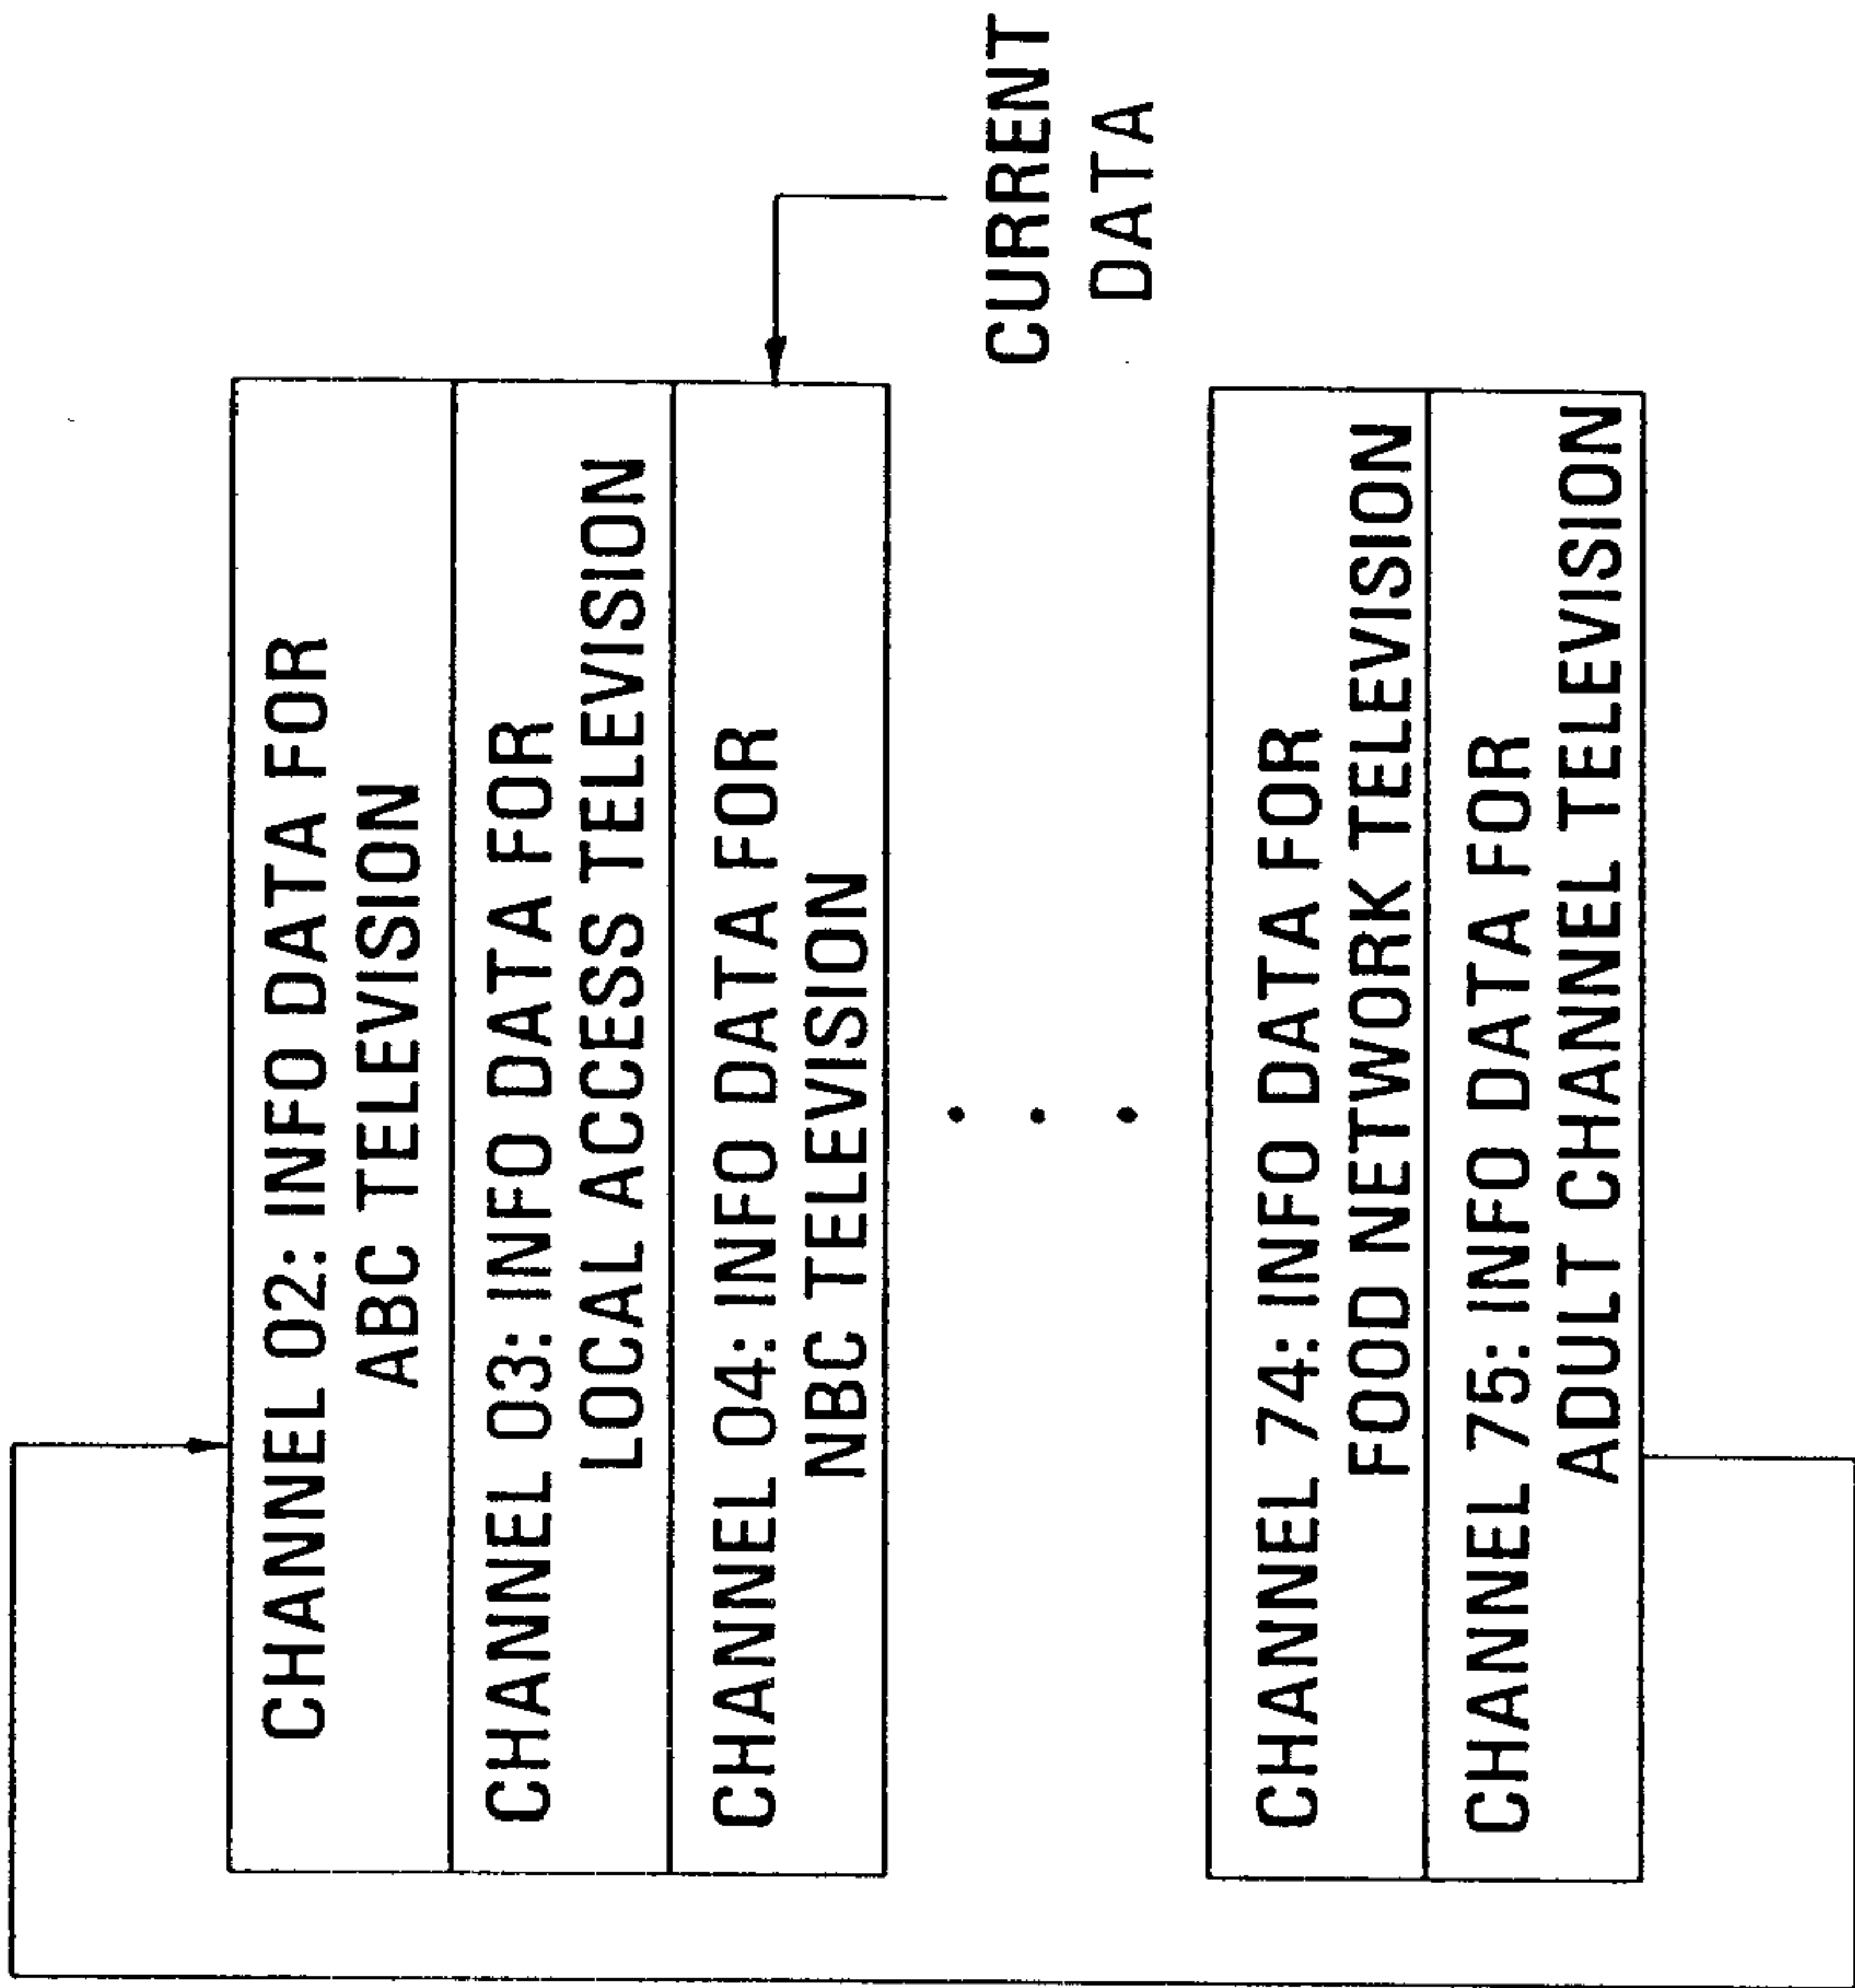 CHANNEL 02: INFO DATA FOR
ABC TELEVISION
CHANNEL 03: INFO DATA FOR
LOCAL ACCESS TELEVISION
CHANNEL 04: INFO DATA FOR
NBC TELEVISION
CURRENT
DATA
CHANNEL 74: INFO DATA FOR
FOOD NETWORK TELEVISION
CHANNEL 75: INFO DATA FOR
ADULT CHANNEL TELEVISION